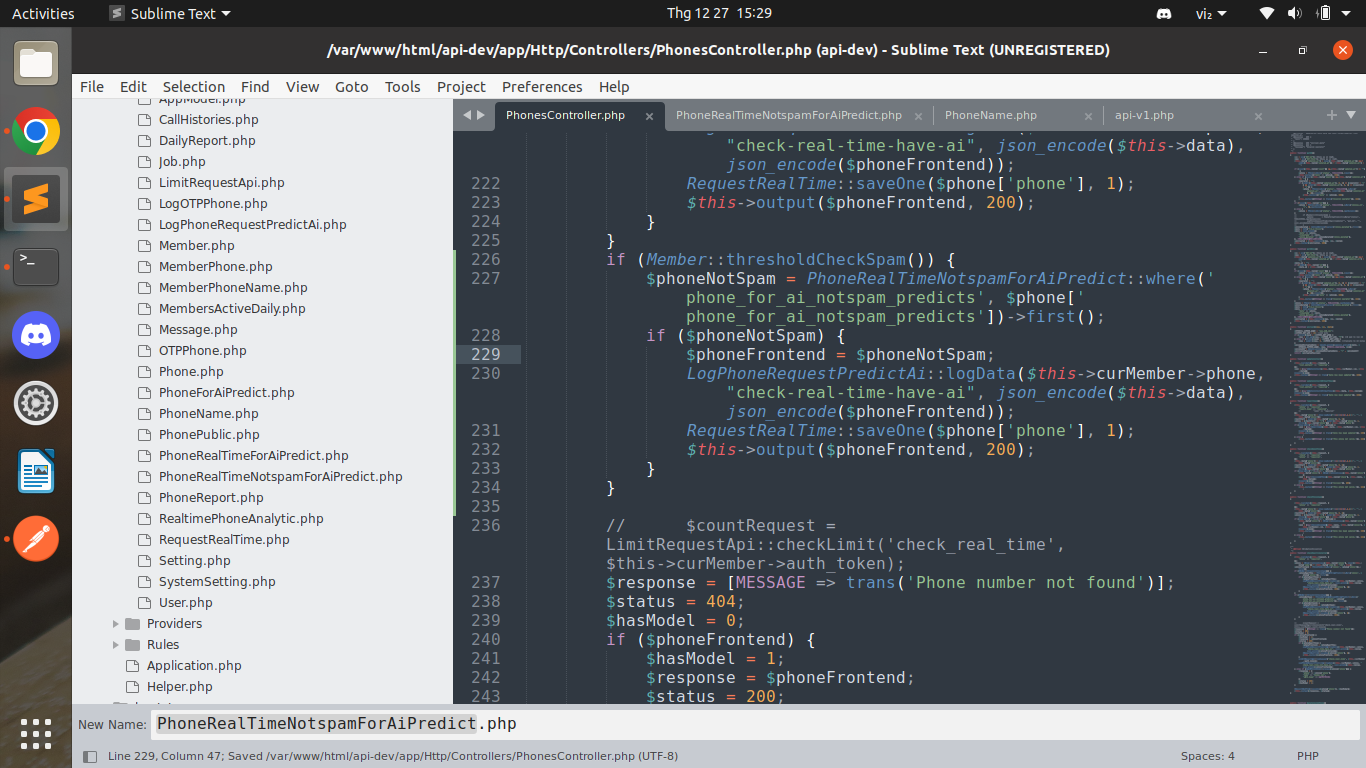 Activities
Sublime Text
Thg 12 27 15:29
vi₂
/var/www/html/api-dev/app/Http/Controllers/PhonesController.php (api-dev) - Sublime Text (UNREGISTERED)
File Edit Selection Find View Goto Tools Project Preferences Help
AppModel.php
CallHistories.php
DailyReport.php
Job.php
LimitRequestApi.php
LogOTPPhone.php
LogPhoneRequestPredictAi.php
Member.php
MemberPhone.php
MemberPhoneName.php
MembersActiveDaily.php
Message.php
OTPPhone.php
Phone.php
PhoneForAiPredict.php
PhoneName.php
PhonePublic.php
PhoneRealTimeForAiPredict.php
PhoneRealTimeNotspamForAiPredict.php
PhoneReport.php
RealtimePhoneAnalytic.php
RequestRealTime.php
Setting.php
SystemSetting.php
User.php
Providers
Rules
Application.php
Helper.php
PhonesController.php × PhoneRealTimeNotspamForAiPredict.php × PhoneName.php × api-v1.php ×
"check-real-time-have-ai", json_encode($this->data),
json_encode($phoneFrontend));
222 RequestRealTime::saveOne($phone['phone'], 1);
223 $this->output($phoneFrontend, 200);
224 }
225 }
226 if (Member::thresholdCheckSpam()) {
227 $phoneNotSpam = PhoneRealTimeNotspamForAiPredict::where('
phone_for_ai_notspam_predicts', $phone['
phone_for_ai_notspam_predicts'])->first();
228 if ($phoneNotSpam) {
229 $phoneFrontend = $phoneNotSpam;
230 LogPhoneRequestPredictAi::logData($this->curMember->phone,
"check-real-time-have-ai", json_encode($this->data),
json_encode($phoneFrontend));
231 RequestRealTime::saveOne($phone['phone'], 1);
232 $this->output($phoneFrontend, 200);
233 }
234 }
235
236 // $countRequest =
LimitRequestApi::checkLimit('check_real_time',
$this->curMember->auth_token);
237 $response = [MESSAGE => trans('Phone number not found')];
238 $status = 404;
239 $hasModel = 0;
240 if ($phoneFrontend) {
241 $hasModel = 1;
242 $response = $phoneFrontend;
243 $status = 200;
New Name: PhoneRealTimeNotspamForAiPredict.php
Line 229, Column 47; Saved /var/www/html/api-dev/app/Http/Controllers/PhonesController.php (UTF-8)
Spaces: 4
PHP